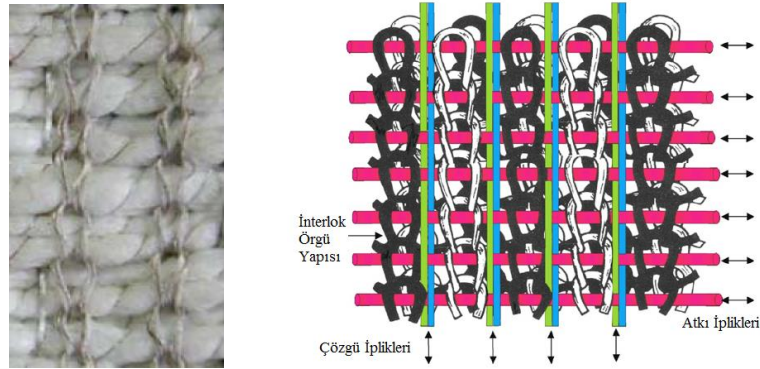 İnterlok
Örgü
Yapısı
Atkı İplikleri
Çözgü İplikleri